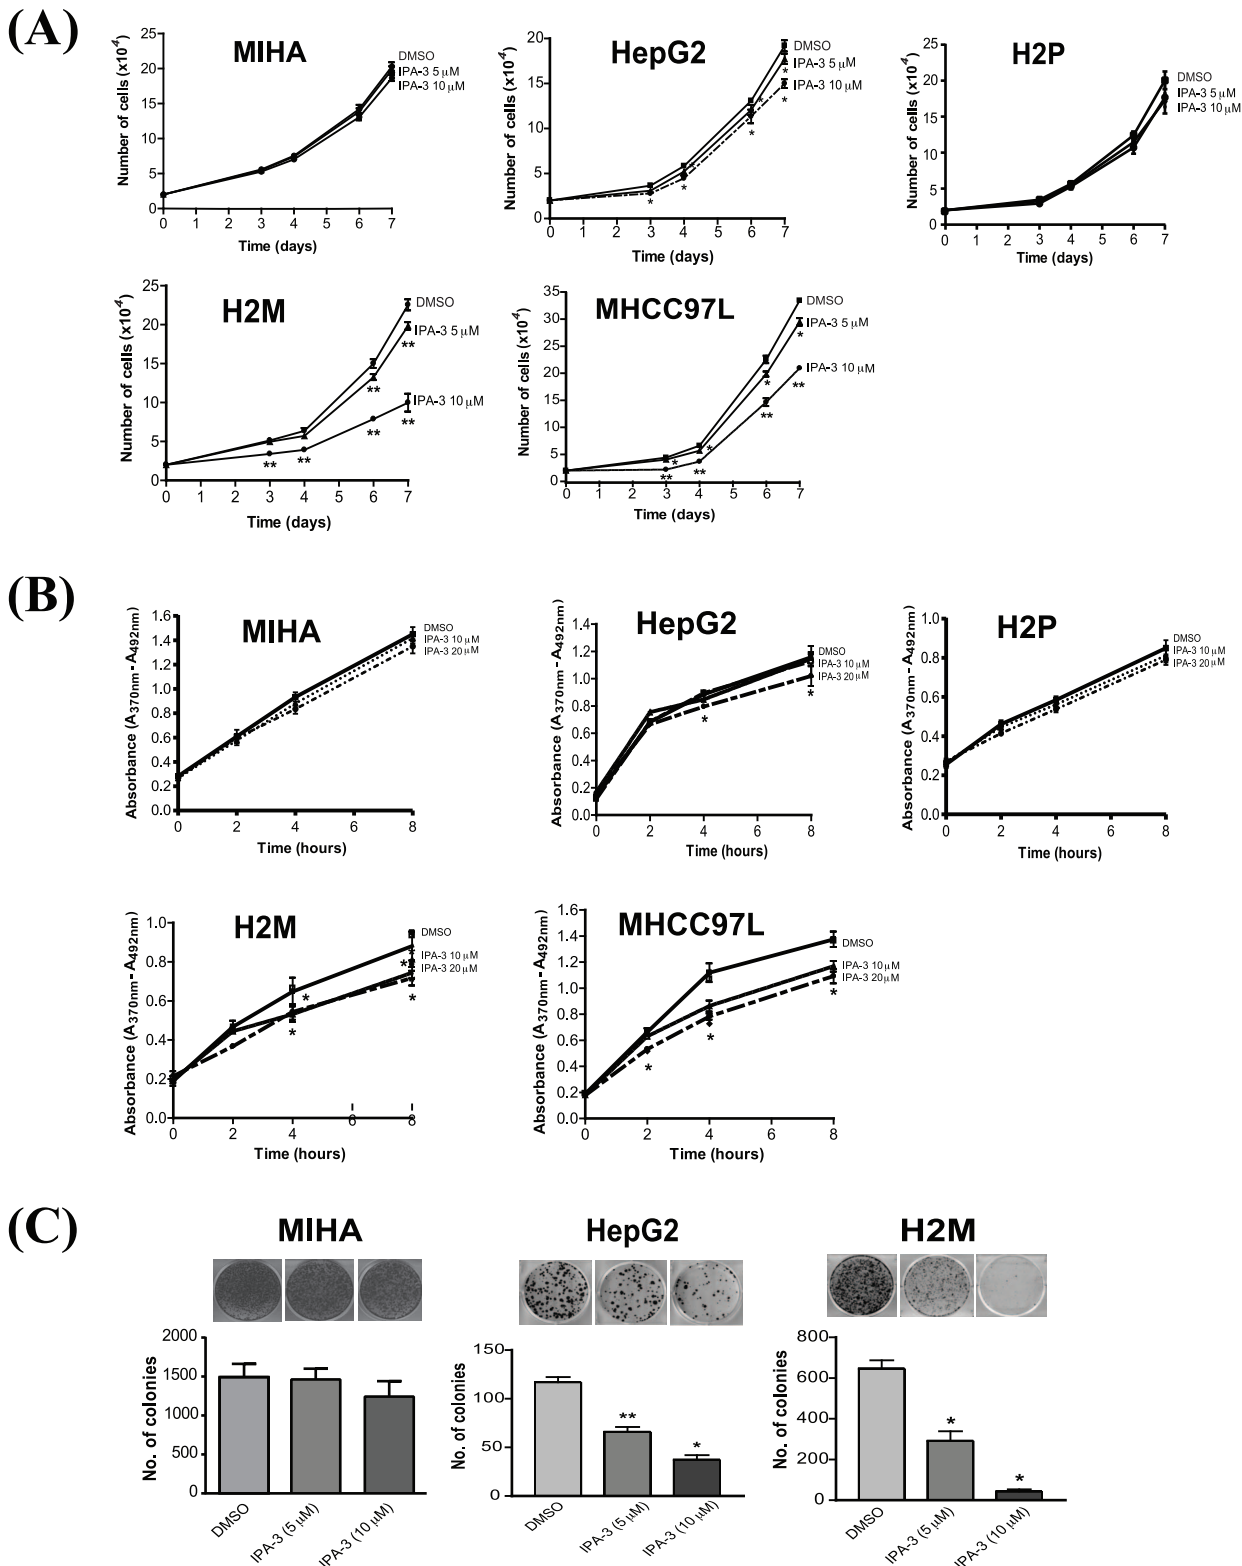 (A)
MIHA
Number of cells (x10⁻⁴)
25
20
15
10
5
0
0 1 2 3 4 5 6 7
Time (days)
DMSO
IPA-3 5 µM
IPA-3 10 µM
HepG2
Number of cells (x10⁻⁴)
20
15
10
5
0
0 1 2 3 4 5 6 7
Time (days)
DMSO
IPA-3 5 µM
*
IPA-3 10 µM
*
*
*
*
*
H2P
Number of cells (x10⁻⁴)
25
20
15
10
5
0
0 1 2 3 4 5 6 7
Time (days)
DMSO
IPA-3 5 µM
IPA-3 10 µM
H2M
Number of cells (x10⁻⁴)
25
20
15
10
5
0
0 1 2 3 4 5 6 7
Time (days)
DMSO
IPA-3 5 µM
**
**
IPA-3 10 µM
** ** ** **
MHCC97L
Number of cells (x10⁻⁴)
35
30
25
20
15
10
5
0
0 1 2 3 4 5 6 7
Time (days)
DMSO
IPA-3 5 µM
* * * *
IPA-3 10 µM
** ** ** **
(B)
MIHA
Absorbance (A370nm- A492nm)
1.6
1.4
1.2
1.0
0.8
0.6
0.4
0.2
0.0
0 2 4 6 8
Time (hours)
DMSO
IPA-3 10 µM
IPA-3 20 µM
HepG2
Absorbance (A370nm- A492nm)
1.4
1.2
1.0
0.8
0.6
0.4
0.2
0.0
0 2 4 6 8
Time (hours)
DMSO
IPA-3 10 µM
IPA-3 20 µM
* *
H2P
Absorbance (A370nm- A492nm)
1.0
0.8
0.6
0.4
0.2
0.0
0 2 4 6 8
Time (hours)
DMSO
IPA-3 10 µM
IPA-3 20 µM
H2M
Absorbance (A370nm- A492nm)
1.0
0.8
0.6
0.4
0.2
0.0
0 2 4 6 8
Time (hours)
DMSO
IPA-3 10 µM
IPA-3 20 µM
* * * *
MHCC97L
Absorbance (A370nm- A492nm)
1.6
1.4
1.2
1.0
0.8
0.6
0.4
0.2
0.0
0 2 4 6 8
Time (hours)
DMSO
IPA-3 10 µM
IPA-3 20 µM
* * *
(C)
MIHA
No. of colonies
2000
1500
1000
500
0
DMSO
IPA-3 (5 µM)
IPA-3 (10 µM)
HepG2
No. of colonies
150
100
50
0
**
*
DMSO
IPA-3 (5 µM)
IPA-3 (10 µM)
H2M
No. of colonies
800
600
400
200
0
*
*
DMSO
IPA-3 (5 µM)
IPA-3 (10 µM)